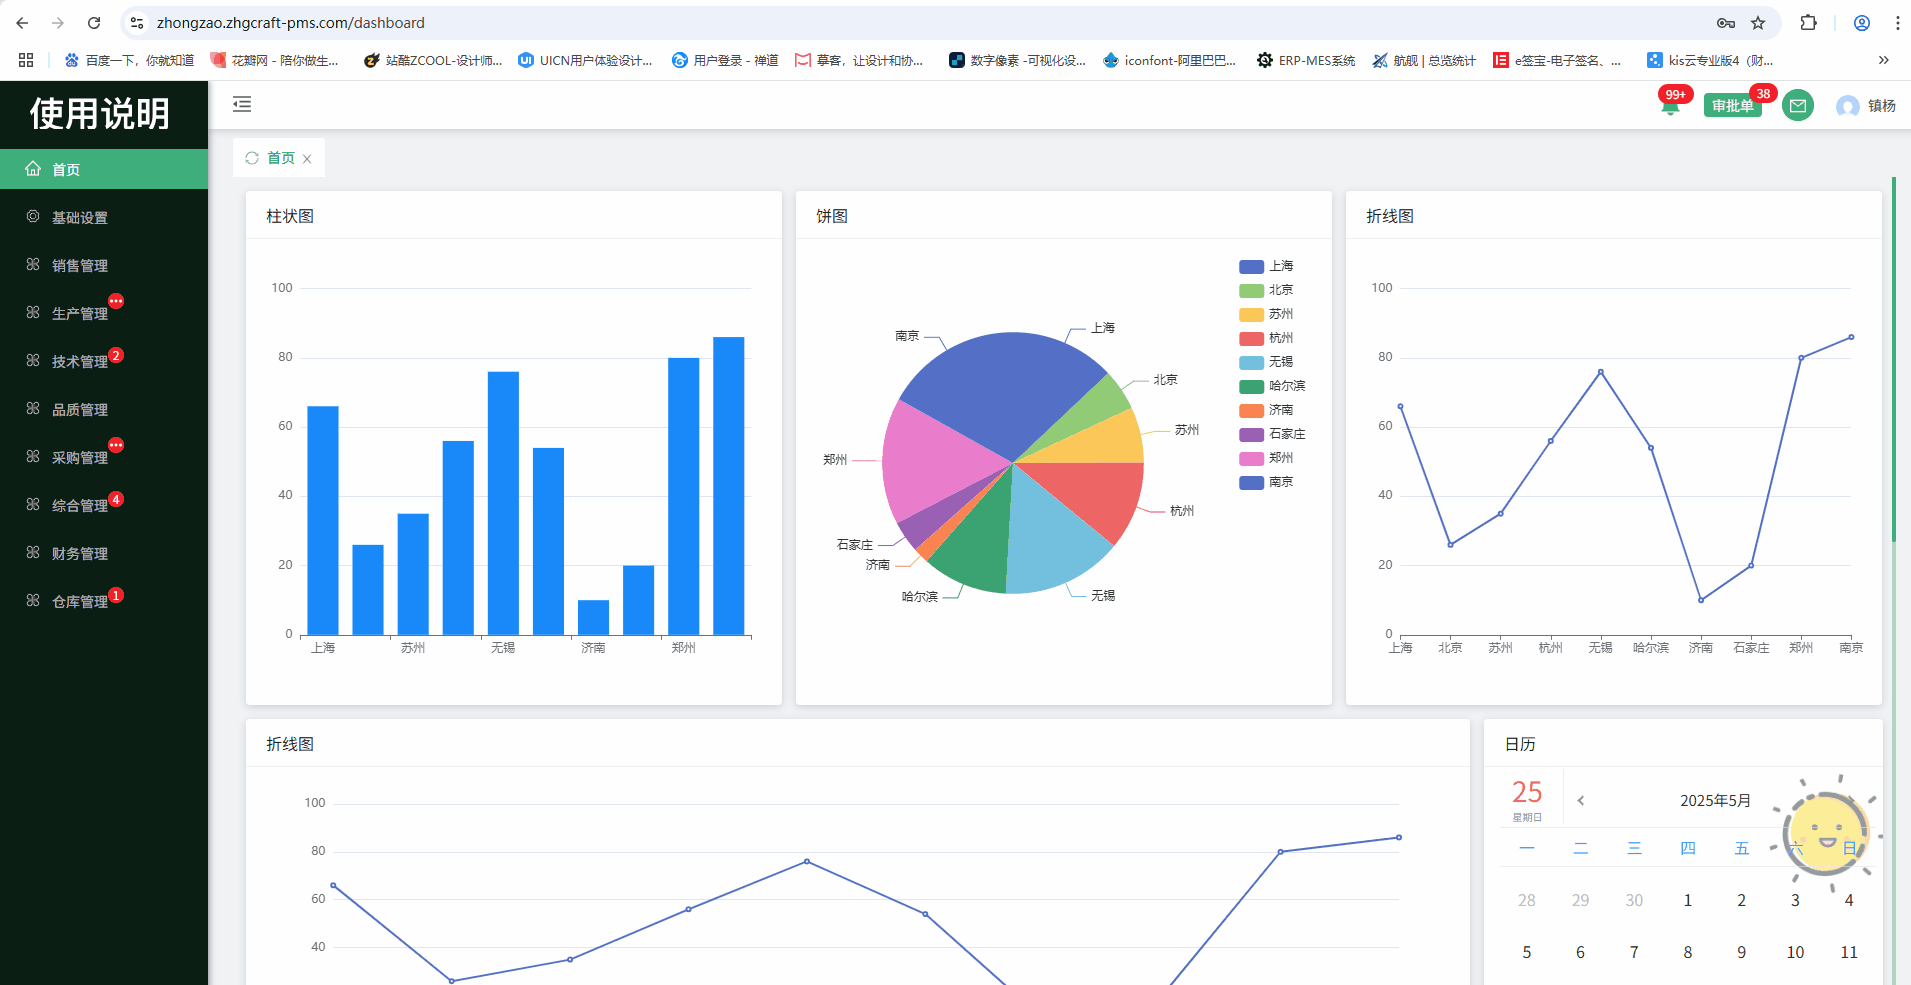 zhongzao.zhgcraft-pms.com/dashboard
百度一下，你就知道
花瓣网 - 陪你做生...
站酷ZCOOL-设计师...
UICN用户体验设计...
用户登录 - 禅道
摹客，让设计和协...
数字像素 -可视化设...
iconfont-阿里巴巴...
ERP-MES系统
航舰 | 总览统计
e签宝-电子签名、...
kis云专业版4（财...
使用说明
99+
审批单
38
镇杨
首页
基础设置
销售管理
生产管理
技术管理
2
品质管理
采购管理
综合管理
4
财务管理
仓库管理
1
首页
柱状图
100
80
60
40
20
0
上海
苏州
无锡
济南
郑州
饼图
上海
北京
苏州
杭州
无锡
哈尔滨
济南
石家庄
郑州
南京
上海
北京
苏州
杭州
无锡
哈尔滨
济南
石家庄
郑州
南京
折线图
100
80
60
40
20
0
上海
北京
苏州
杭州
无锡
哈尔滨
济南
石家庄
郑州
南京
折线图
100
80
60
40
日历
25
星期日
2025年5月
一 二 三 四 五 六 日
28 29 30 1 2 3 4
5 6 7 8 9 10 11